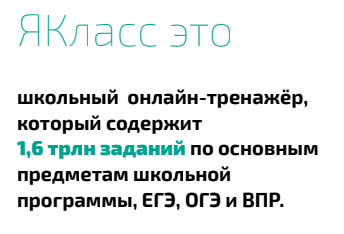 ЯКласс это
школьный онлайн-тренажёр,
который содержит
1,6 трлн заданий по основным
предметам школьной
программы, ЕГЭ, ОГЭ и ВПР.